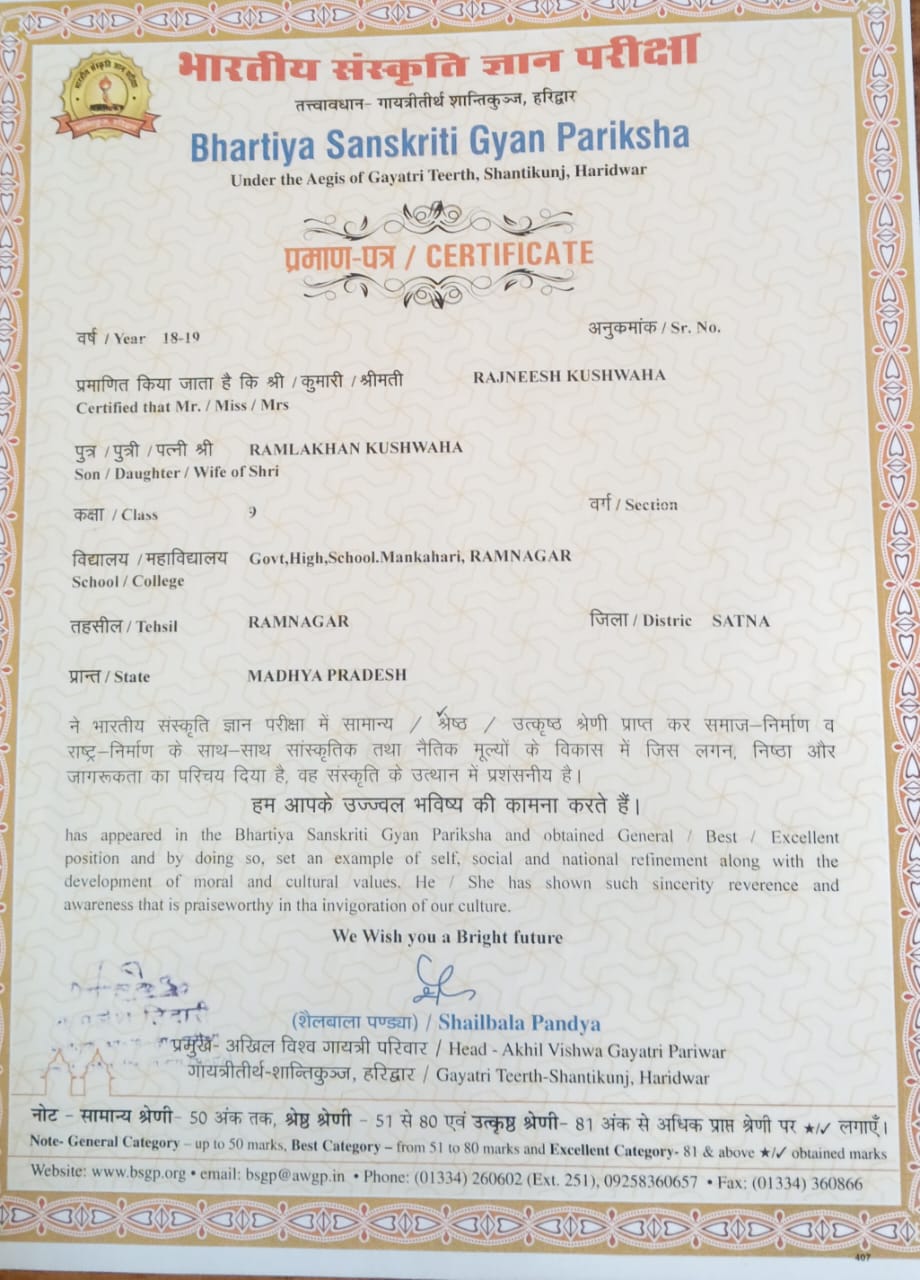 भारतीय संस्कृति ज्ञान परीक्षा
तत्त्वावधान- गायत्रीतीर्थ शान्तिकुञ्ज, हरिद्वार
Bhartiya Sanskriti Gyan Pariksha
Under the Aegis of Gayatri Teerth, Shantikunj, Haridwar
प्रमाण-पत्र / CERTIFICATE
वर्ष / Year 18-19 अनुकमांक / Sr. No.
प्रमाणित किया जाता है कि श्री / कुमारी / श्रीमती RAJNEESH KUSHWAHA
Certified that Mr. / Miss / Mrs
पुत्र / पुत्री / पत्नी श्री RAMLAKHAN KUSHWAHA
Son / Daughter / Wife of Shri
कक्षा / Class 9 वर्ग / Section
विद्यालय / महाविद्यालय Govt,High,School.Mankahari, RAMNAGAR
School / College
तहसील / Tehsil RAMNAGAR जिला / Distric SATNA
प्रान्त / State MADHYA PRADESH
ने भारतीय संस्कृति ज्ञान परीक्षा में सामान्य / श्रेष्ठ / उत्कृष्ठ श्रेणी प्राप्त कर समाज–निर्माण व
राष्ट्र–निर्माण के साथ–साथ सांस्कृतिक तथा नैतिक मूल्यों के विकास में जिस लगन, निष्ठा और
जागरूकता का परिचय दिया है, वह संस्कृति के उत्थान में प्रशंसनीय है।
हम आपके उज्ज्वल भविष्य की कामना करते हैं।
has appeared in the Bhartiya Sanskriti Gyan Pariksha and obtained General / Best / Excellent
position and by doing so, set an example of self, social and national refinement along with the
development of moral and cultural values. He / She has shown such sincerity reverence and
awareness that is praiseworthy in tha invigoration of our culture.
We Wish you a Bright future
(शैलबाला पण्ड्या) / Shailbala Pandya
प्रमुख- अखिल विश्व गायत्री परिवार / Head - Akhil Vishwa Gayatri Pariwar
गायत्रीतीर्थ-शान्तिकुञ्ज, हरिद्वार / Gayatri Teerth-Shantikunj, Haridwar
नोट - सामान्य श्रेणी- 50 अंक तक, श्रेष्ठ श्रेणी - 51 से 80 एवं उत्कृष्ठ श्रेणी- 81 अंक से अधिक प्राप्त श्रेणी पर ★/✓ लगाएँ।
Note- General Category – up to 50 marks, Best Category – from 51 to 80 marks and Excellent Category- 81 & above ★/✓ obtained marks
Website: www.bsgp.org • email: bsgp@awgp.in • Phone: (01334) 260602 (Ext. 251), 09258360657 • Fax: (01334) 360866
407